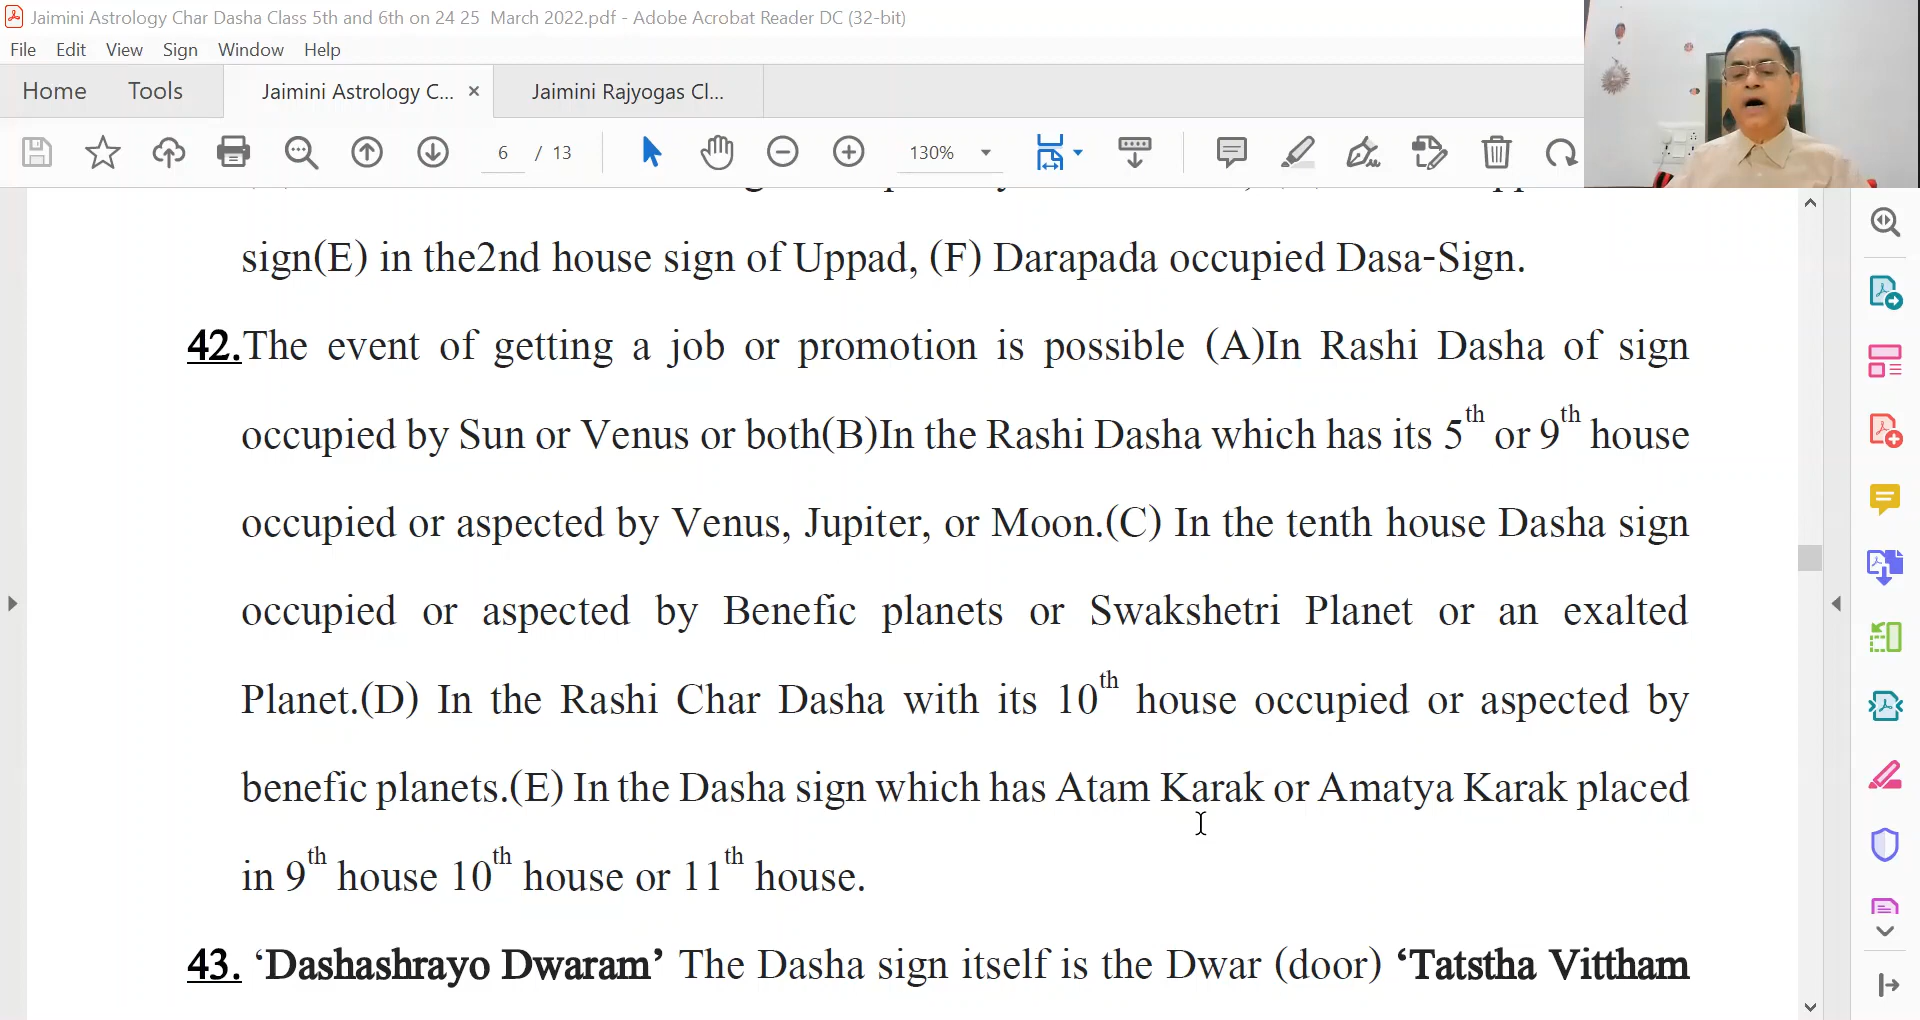 Jaimini Astrology Char Dasha Class 5th and 6th on 24 25 March 2022.pdf - Adobe Acrobat Reader DC (32-bit)
File Edit View Sign Window Help
Home Tools Jaimini Astrology C... × Jaimini Rajyogas Cl...
6 / 13 130%
sign(E) in the2nd house sign of Uppad, (F) Darapada occupied Dasa-Sign.
42.The event of getting a job or promotion is possible (A)In Rashi Dasha of sign
occupied by Sun or Venus or both(B)In the Rashi Dasha which has its 5th or 9th house
occupied or aspected by Venus, Jupiter, or Moon.(C) In the tenth house Dasha sign
occupied or aspected by Benefic planets or Swakshetri Planet or an exalted
Planet.(D) In the Rashi Char Dasha with its 10th house occupied or aspected by
benefic planets.(E) In the Dasha sign which has Atam Karak or Amatya Karak placed
in 9th house 10th house or 11th house.
43. ‘Dashashrayo Dwaram’ The Dasha sign itself is the Dwar (door) ‘Tatstha Vittham